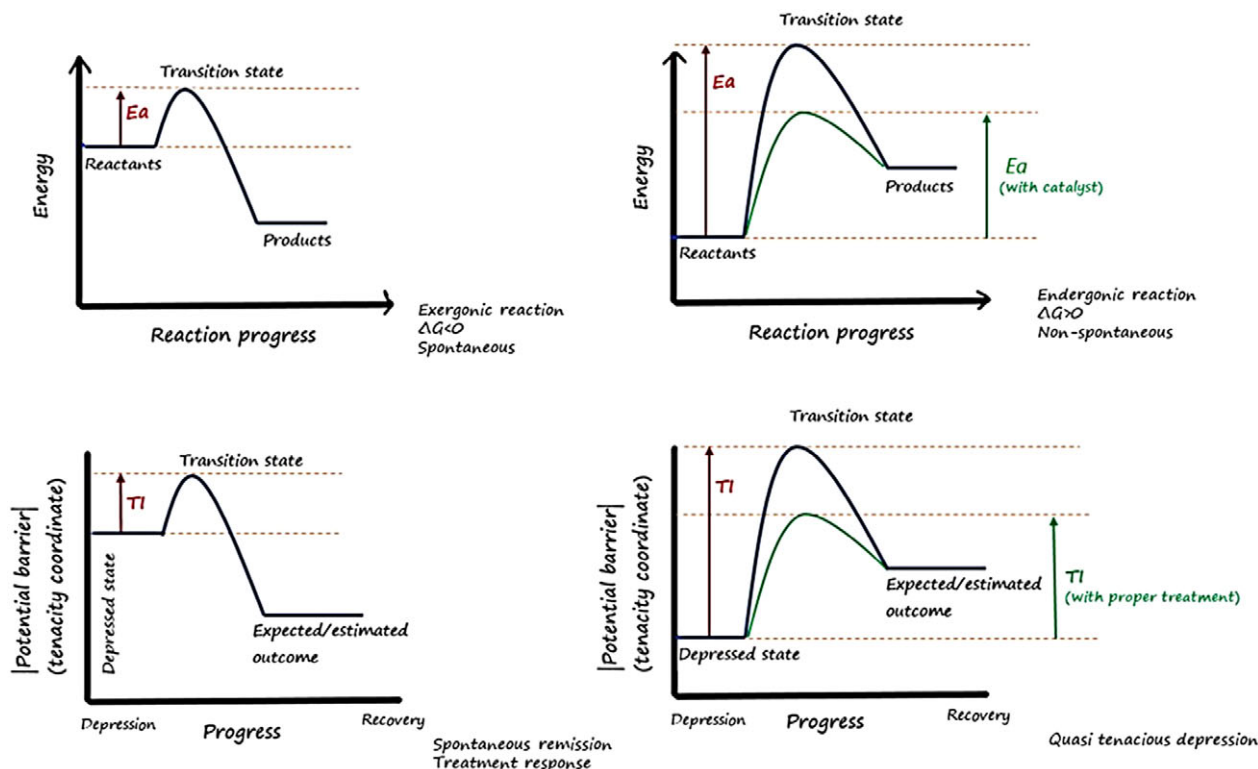 Transition state
Ea
Reactants
Products
Energy
Reaction progress
Exergonic reaction
ΔG<0
Spontaneous
Transition state
Ea
Reactants
Products
Ea
(with catalyst)
Energy
Reaction progress
Endergonic reaction
ΔG>0
Non-spontaneous
Transition state
TI
Depressed state
Expected/estimated
outcome
|Potential barrier|
(tenacity coordinate)
Depression
Progress
Recovery
Spontaneous remission
Treatment response
Transition state
TI
Depressed state
Expected/estimated
outcome
TI
(with proper treatment)
|Potential barrier|
(tenacity coordinate)
Depression
Progress
Recovery
Quasi tenacious depression